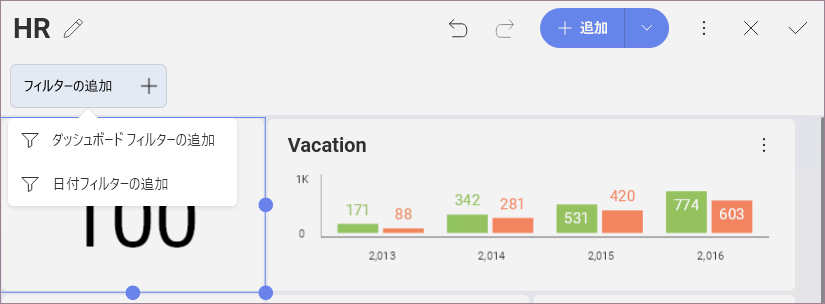 HR
追加
フィルターの追加
ダッシュボード フィルターの追加
日付フィルターの追加
100
Vacation
1K
0
171 88 342 281 531 420 774 603
2,013 2,014 2,015 2,016